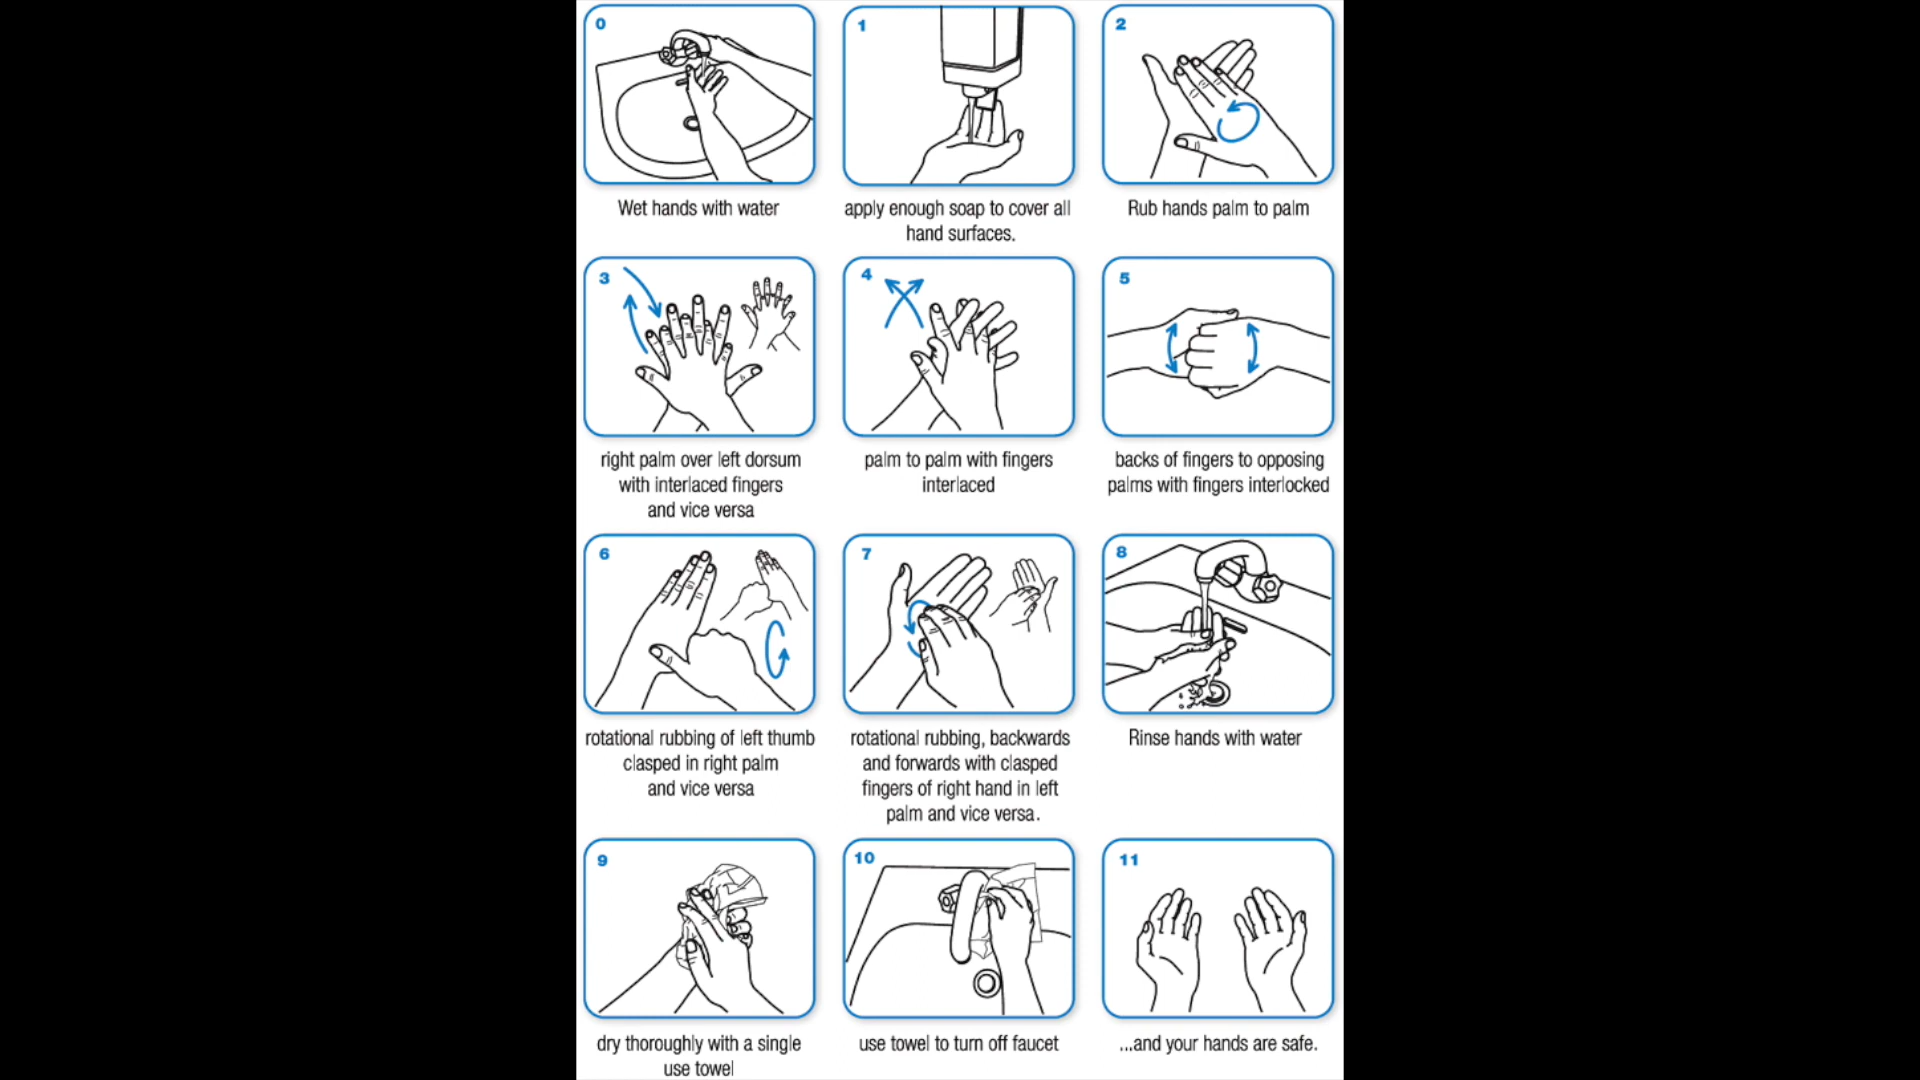 0
Wet hands with water
1
apply enough soap to cover all
hand surfaces.
2
Rub hands palm to palm
3
right palm over left dorsum
with interlaced fingers
and vice versa
4
palm to palm with fingers
interlaced
5
backs of fingers to opposing
palms with fingers interlocked
6
rotational rubbing of left thumb
clasped in right palm
and vice versa
7
rotational rubbing, backwards
and forwards with clasped
fingers of right hand in left
palm and vice versa.
8
Rinse hands with water
9
dry thoroughly with a single
use towel
10
use towel to turn off faucet
11
...and your hands are safe.